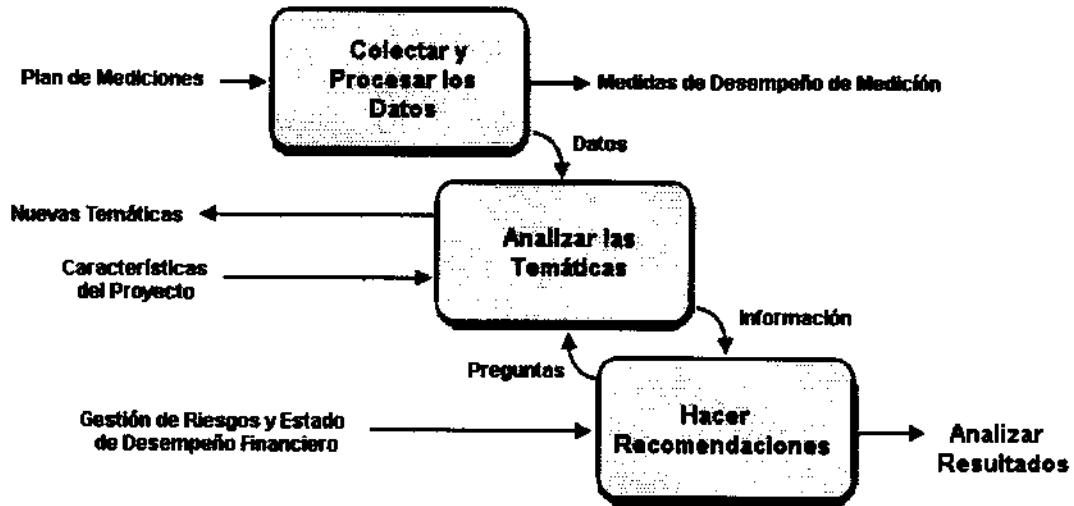 Colectar y
Procesar los
Datos
Plan de Mediciones
Medidas de Desempeño de Medición
Datos
Nuevas Temáticas
Analizar las
Temáticas
Características
del Proyecto
Información
Preguntas
Gestión de Riesgos y Estado
de Desempeño Financiero
Hacer
Recomendaciones
Analizar
Resultados